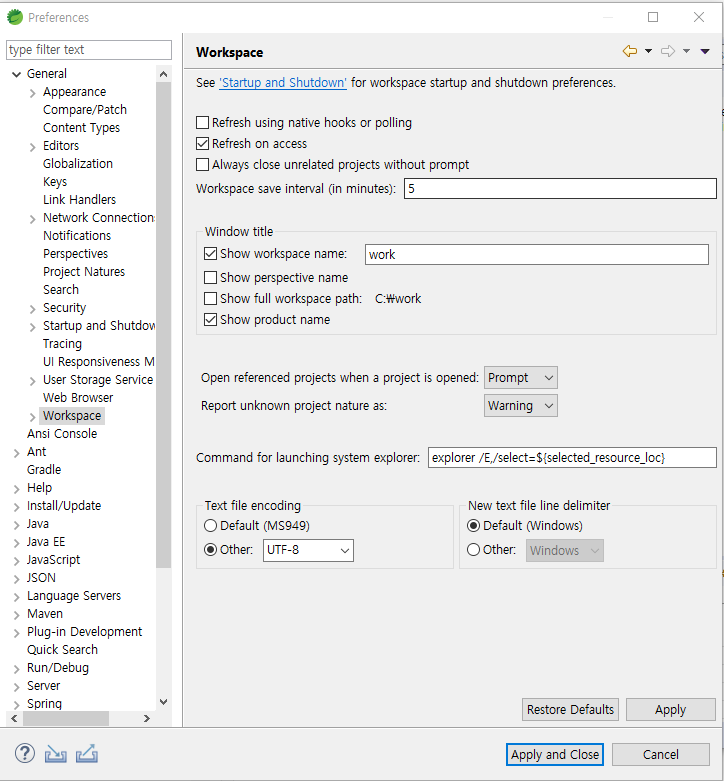 Preferences
type filter text
General
Appearance
Compare/Patch
Content Types
Editors
Globalization
Keys
Link Handlers
Network Connection
Notifications
Perspectives
Project Natures
Search
Security
Startup and Shutdow
Tracing
UI Responsiveness M
User Storage Service
Web Browser
Workspace
Ansi Console
Ant
Gradle
Help
Install/Update
Java
Java EE
JavaScript
JSON
Language Servers
Maven
Plug-in Development
Quick Search
Run/Debug
Server
Spring
Workspace
See 'Startup and Shutdown' for workspace startup and shutdown preferences.
Refresh using native hooks or polling
Refresh on access
Always close unrelated projects without prompt
Workspace save interval (in minutes): 5
Window title
Show workspace name: work
Show perspective name
Show full workspace path: C:₩work
Show product name
Open referenced projects when a project is opened: Prompt
Report unknown project nature as: Warning
Command for launching system explorer: explorer /E,/select=${selected_resource_loc}
Text file encoding
Default (MS949)
Other: UTF-8
New text file line delimiter
Default (Windows)
Other: Windows
Restore Defaults Apply
? Apply and Close Cancel